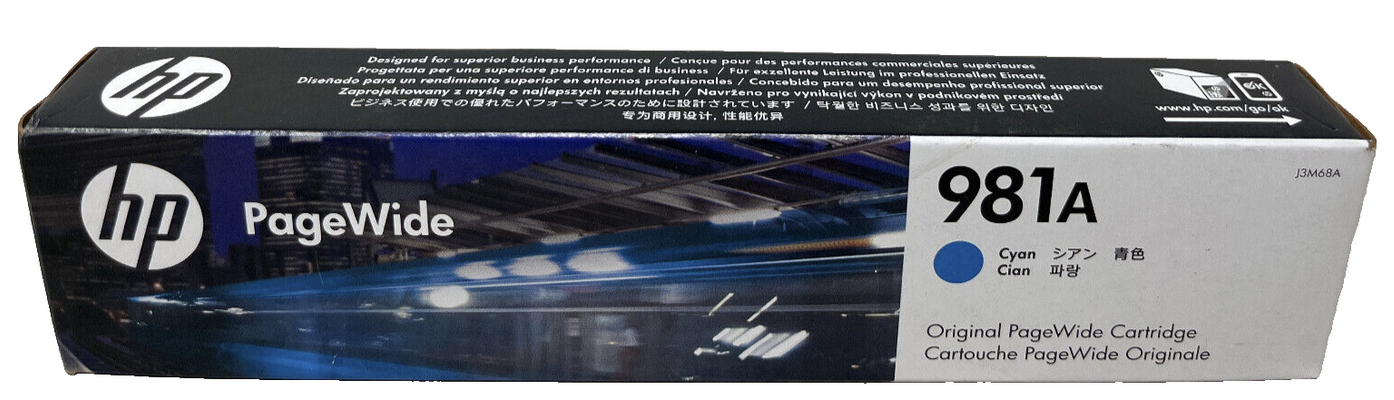 hp
Designed for superior business performance / Conçue pour des performances commerciales supérieures
Progettata per una superiore performance di business / Für exzellente Leistung im professionellen Einsatz
Diseñado para un rendimiento superior en entornos profesionales / Concebido para um desempenho profissional superior
Zaprojektowany z myślą o najlepszych rezultatach / Navrženo pro vynikající výkon v podnikovém prostředí
ビジネス使用での優れたパフォーマンスのために設計されています / 탁월한 비즈니스 성과를 위한 디자인
专为商用设计, 性能优异
www.hp.com/go/ok
hp
PageWide
981A
J3M68A
Cyan シアン 青色
Cian 파랑
Original PageWide Cartridge
Cartouche PageWide Originale